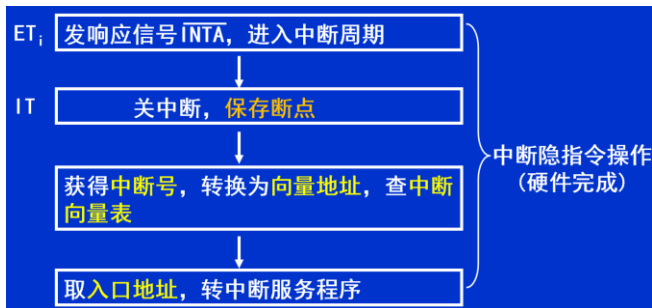 ETi 发响应信号INTA，进入中断周期
IT 关中断，保存断点
获得中断号，转换为向量地址，查中断
向量表
中断隐指令操作
(硬件完成)
取入口地址，转中断服务程序